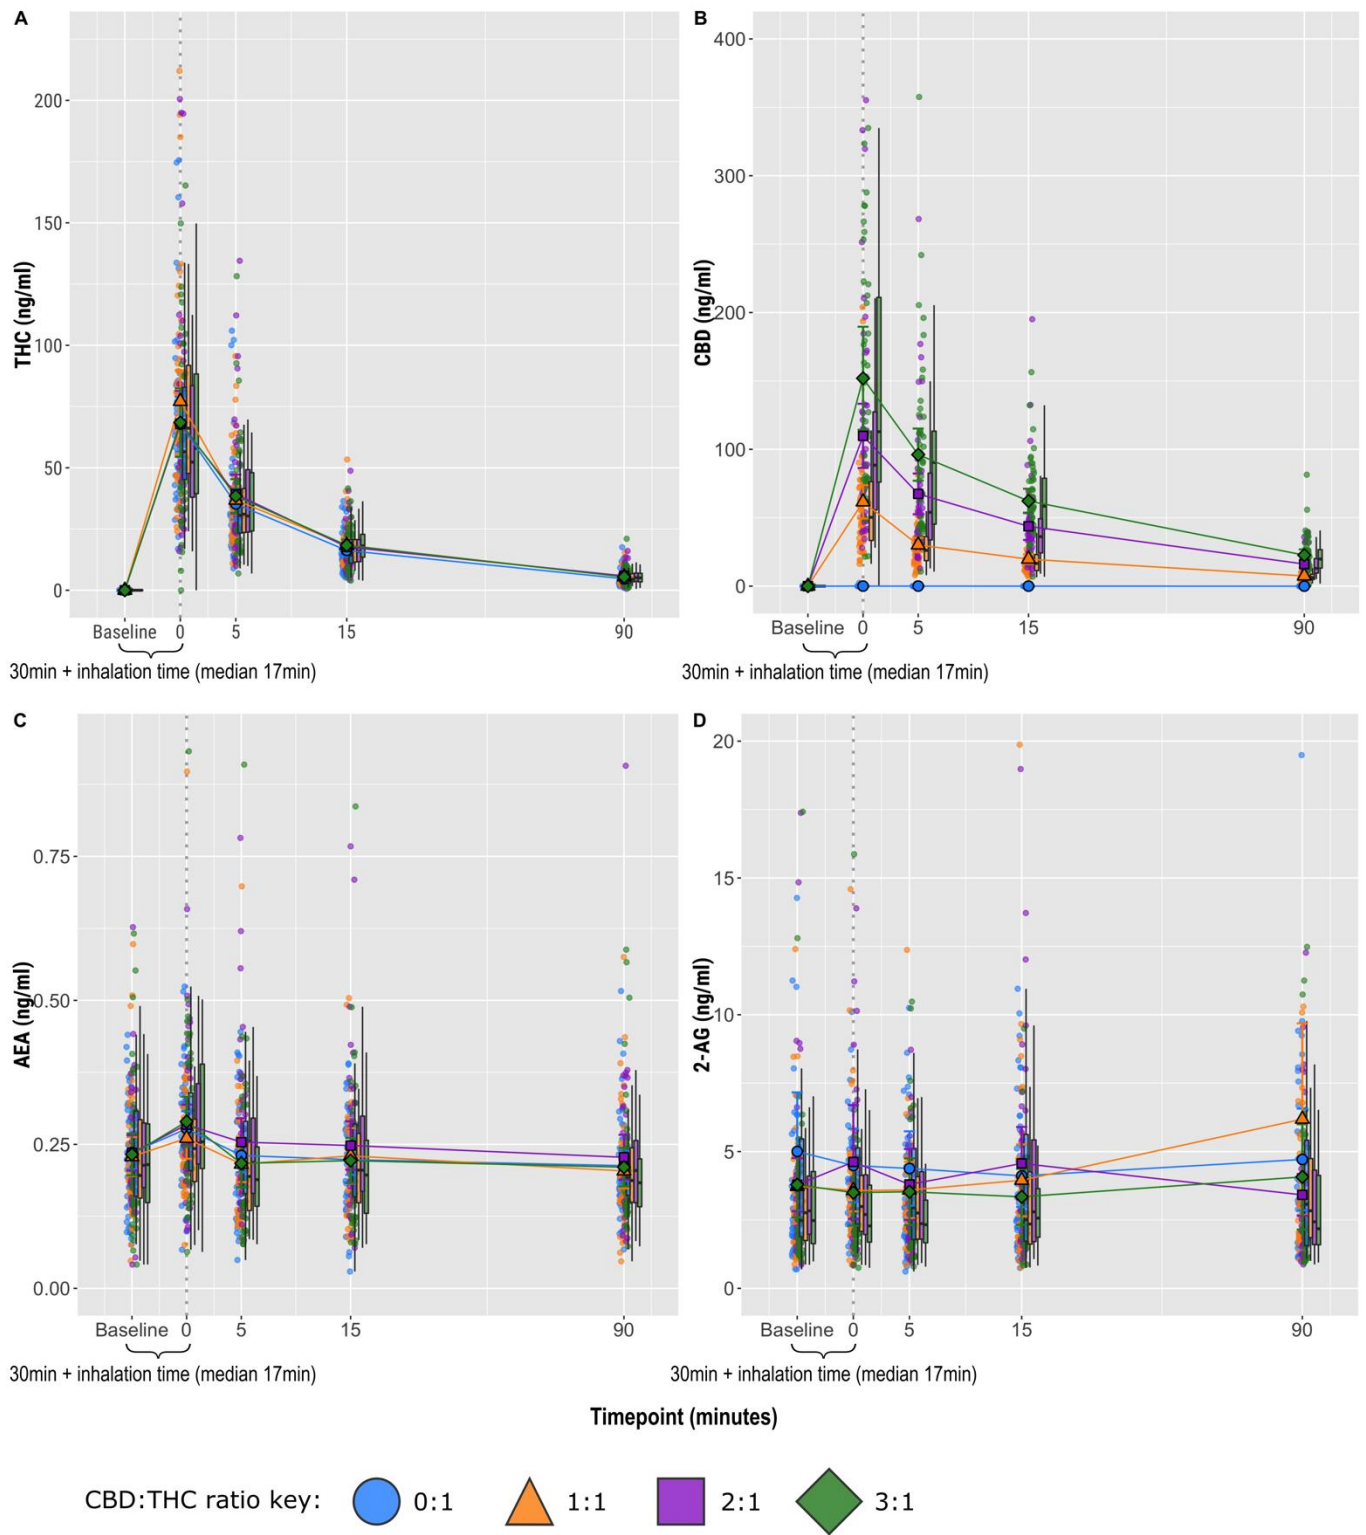 A
THC (ng/ml)
200
150
100
50
0
Baseline 0 5 15 90
30min + inhalation time (median 17min)
B
CBD (ng/ml)
400
300
200
100
0
Baseline 0 5 15 90
30min + inhalation time (median 17min)
C
AEA (ng/ml)
0.75
0.50
0.25
0.00
Baseline 0 5 15 90
30min + inhalation time (median 17min)
D
2-AG (ng/ml)
20
15
10
5
0
Baseline 0 5 15 90
30min + inhalation time (median 17min)
Timepoint (minutes)
CBD:THC ratio key: 0:1 1:1 2:1 3:1